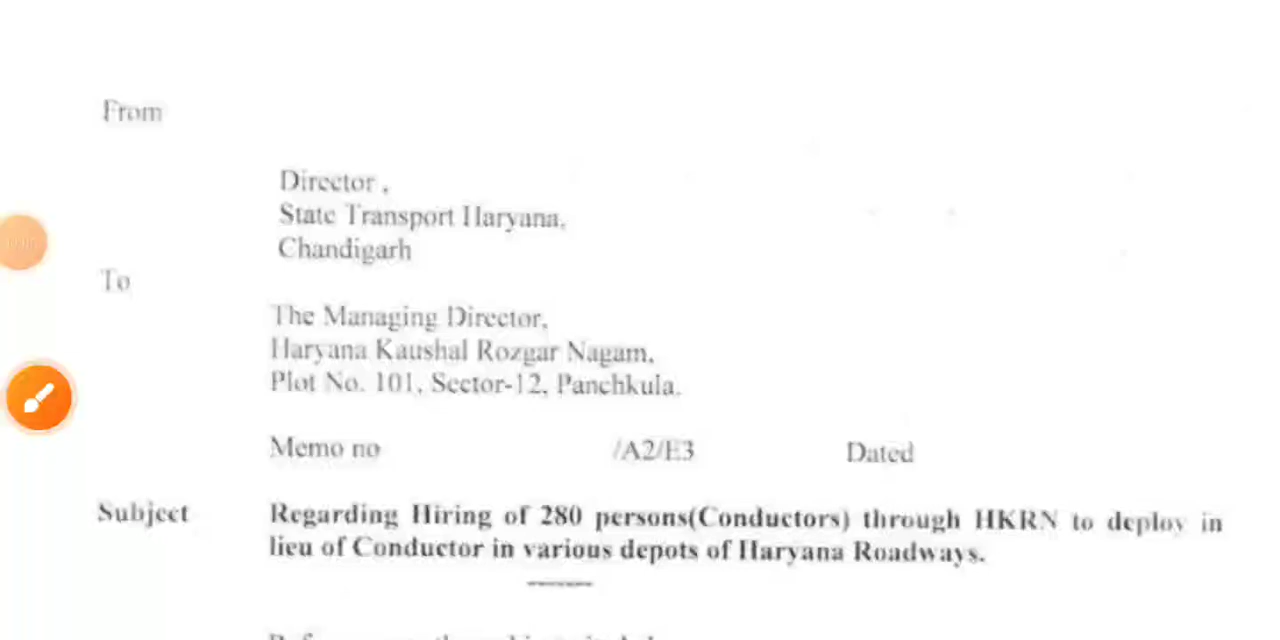 From
Director ,
State Transport Haryana,
Chandigarh
To
The Managing Director,
Haryana Kaushal Rozgar Nagam,
Plot No. 101, Sector-12, Panchkula.
Memo no /A2/E3 Dated
Subject Regarding Hiring of 280 persons(Conductors) through HKRN to deploy in
lieu of Conductor in various depots of Haryana Roadways.